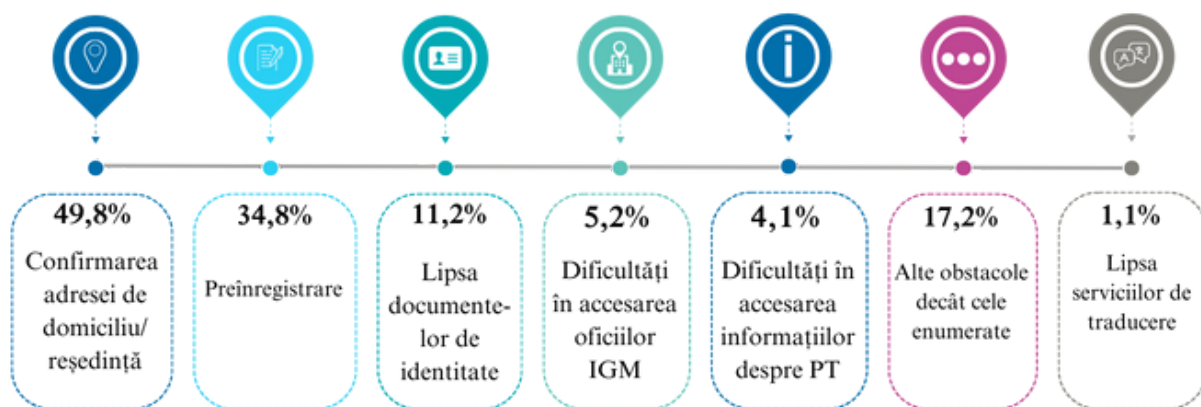 49,8%
Confirmarea
adresei de
domiciliu/
reședință
34,8%
Preînregistrare
11,2%
Lipsa
documente-
lor de
identitate
5,2%
Dificultăți
în accesarea
oficiilor
IGM
4,1%
Dificultăți în
accesarea
informațiilor
despre PT
17,2%
Alte obstacole
decât cele
enumerate
1,1%
Lipsa
serviciilor de
traducere